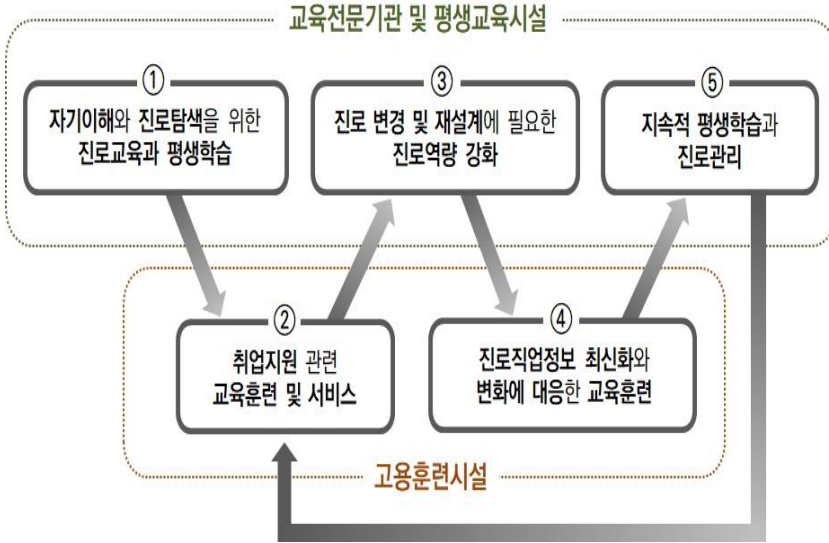 교육전문기관 및 평생교육시설
①
자기이해와 진로탐색을 위한
진로교육과 평생학습
③
진로 변경 및 재설계에 필요한
진로역량 강화
⑤
지속적 평생학습과
진로관리
②
취업지원 관련
교육훈련 및 서비스
④
진로직업정보 최신화와
변화에 대응한 교육훈련
고용훈련시설